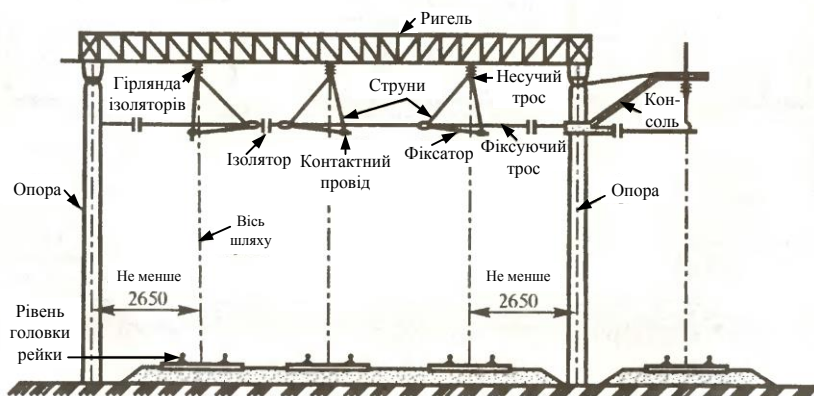 Ригель
Гірлянда
ізоляторів
Струни
Несучий
трос
Кон-
соль
Ізолятор
Контактний
провід
Фіксатор
Фіксуючий
трос
Опора
Опора
Вісь
шляху
Не менше
2650
Не менше
2650
Рівень
головки
рейки